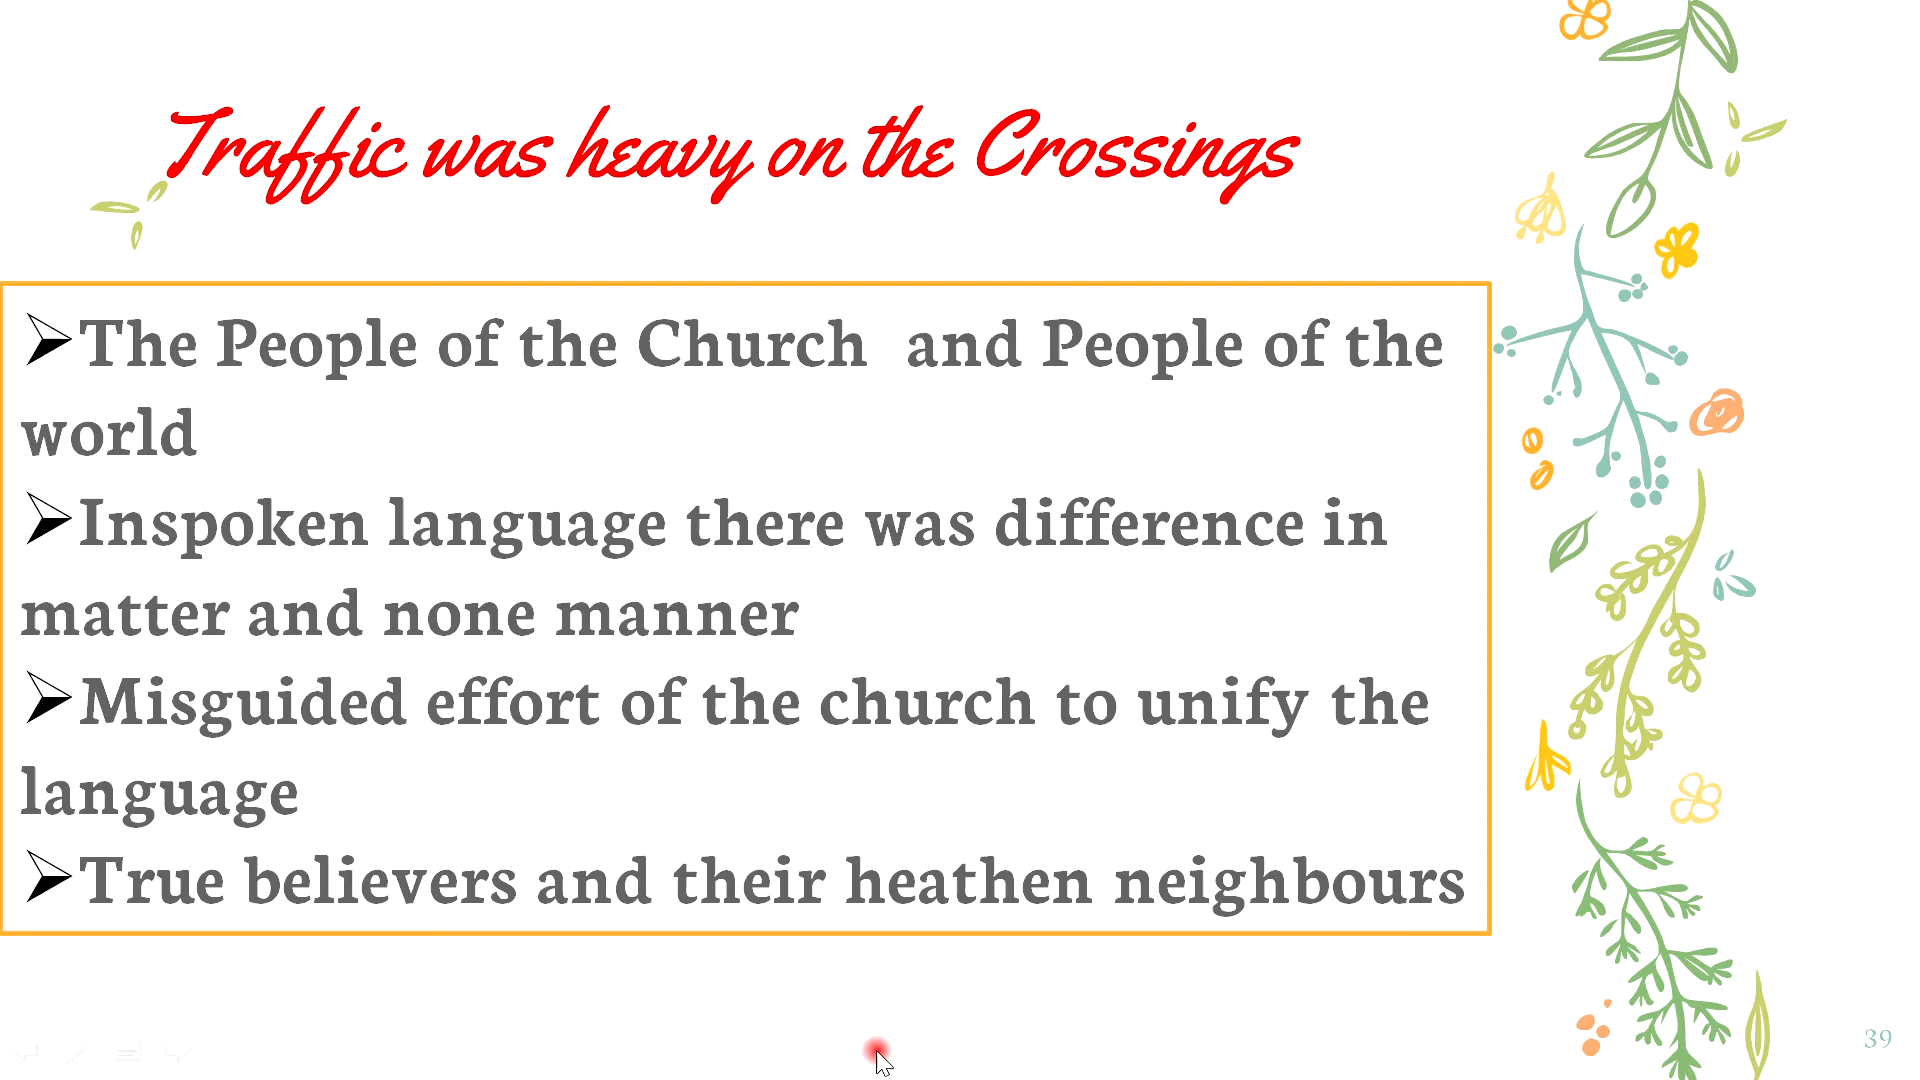 Traffic was heavy on the Crossings
➢The People of the Church and People of the
world
➢Inspoken language there was difference in
matter and none manner
➢Misguided effort of the church to unify the
language
➢True believers and their heathen neighbours
39